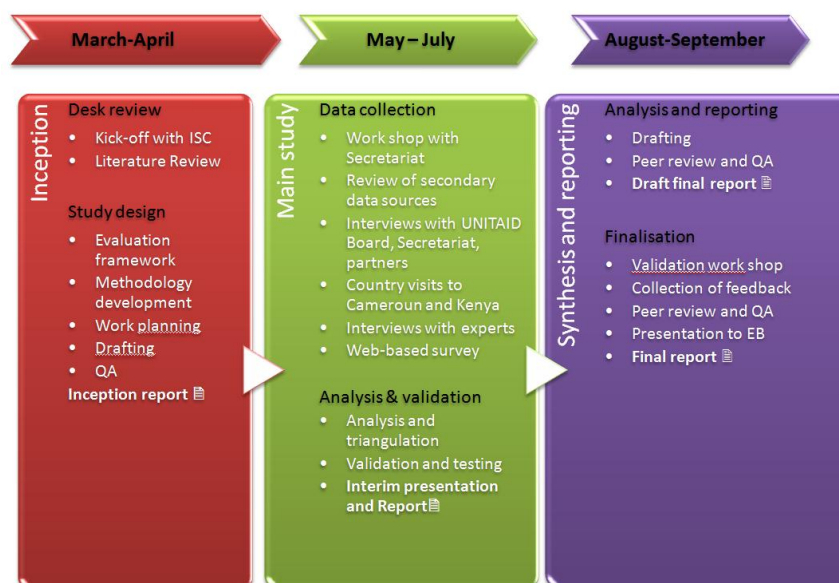 March-April
May – July
August-September
Inception
Desk review
• Kick-off with ISC
• Literature Review
Study design
• Evaluation
framework
• Methodology
development
• Work planning
• Drafting
• QA
Inception report
Main study
Data collection
• Work shop with
Secretariat
• Review of secondary
data sources
• Interviews with UNITAID
Board, Secretariat,
partners
• Country visits to
Cameroun and Kenya
• Interviews with experts
• Web-based survey
Analysis & validation
• Analysis and
triangulation
• Validation and testing
• Interim presentation
and Report
Synthesis and reporting
Analysis and reporting
• Drafting
• Peer review and QA
• Draft final report
Finalisation
• Validation work shop
• Collection of feedback
• Peer review and QA
• Presentation to EB
• Final report